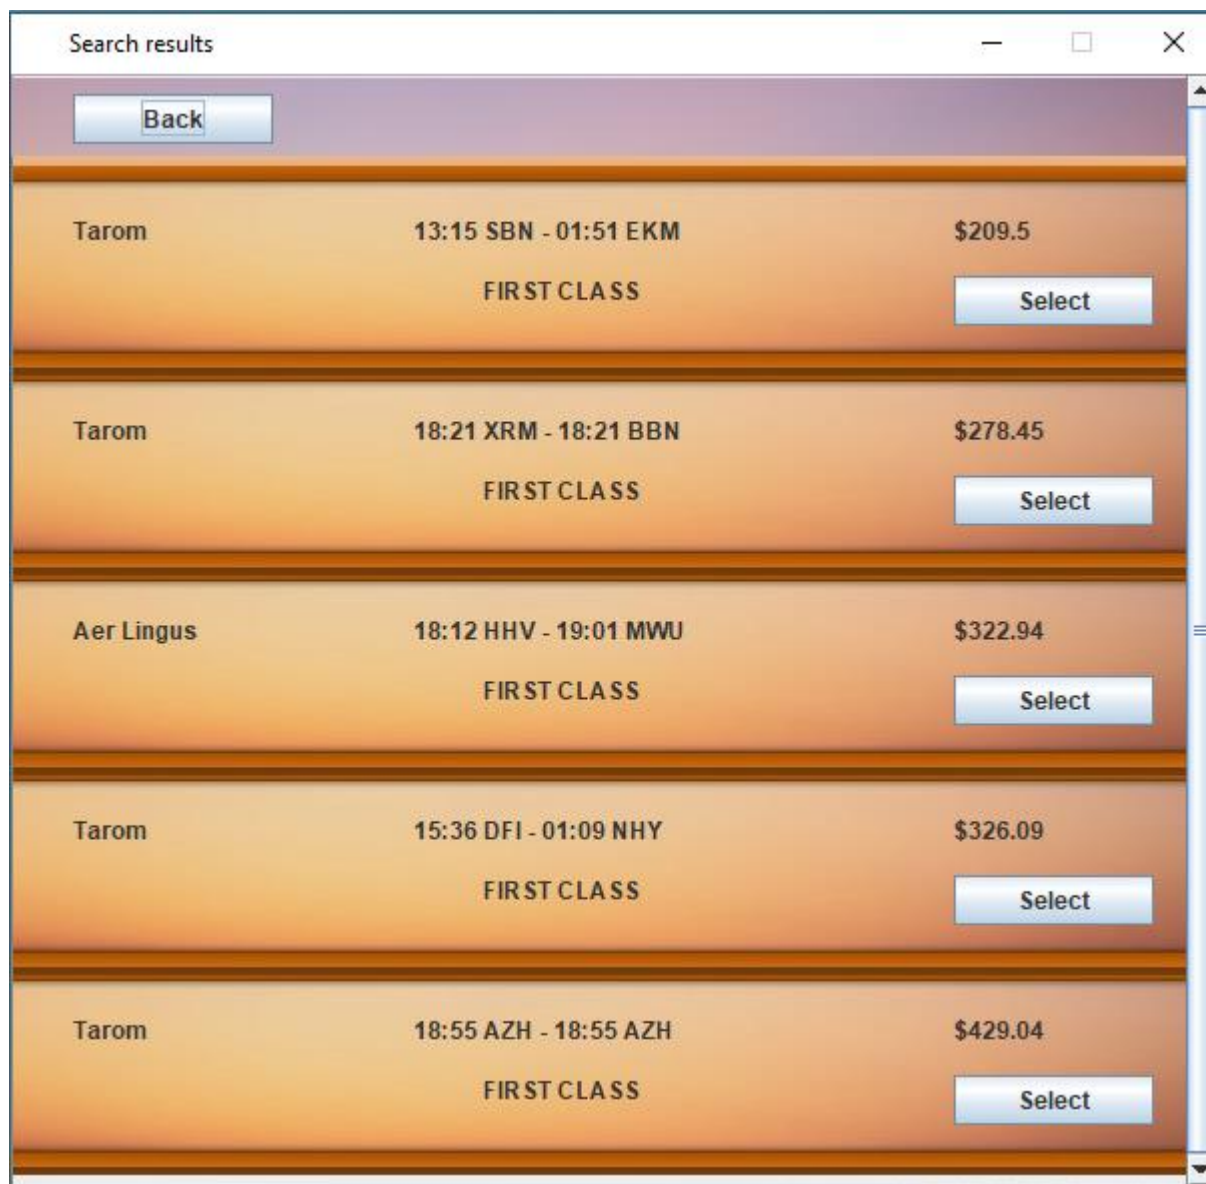 Search results
Back
Tarom 13:15 SBN - 01:51 EKM $209.5
FIRST CLASS
Select
Tarom 18:21 XRM - 18:21 BBN $278.45
FIRST CLASS
Select
Aer Lingus 18:12 HHV - 19:01 MWU $322.94
FIRST CLASS
Select
Tarom 15:36 DFI - 01:09 NHY $326.09
FIRST CLASS
Select
Tarom 18:55 AZH - 18:55 AZH $429.04
FIRST CLASS
Select